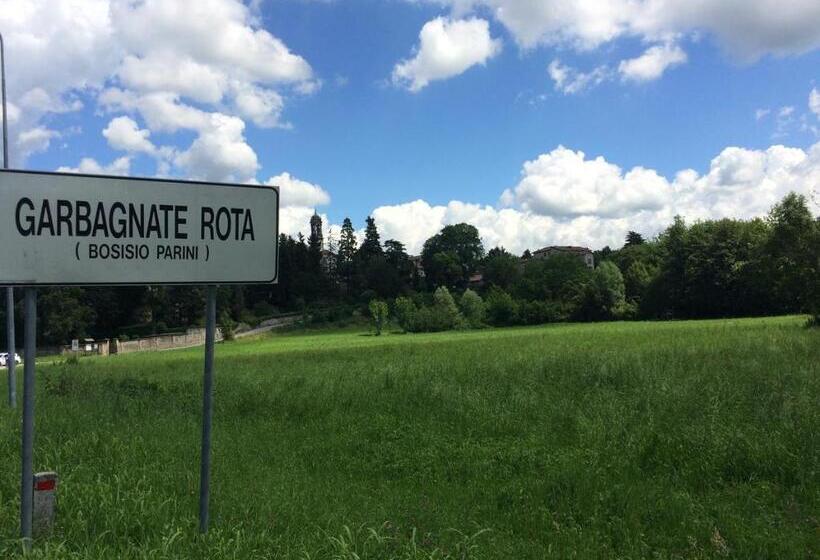 GARBAGNATE ROTA
( BOSISIO PARINI )